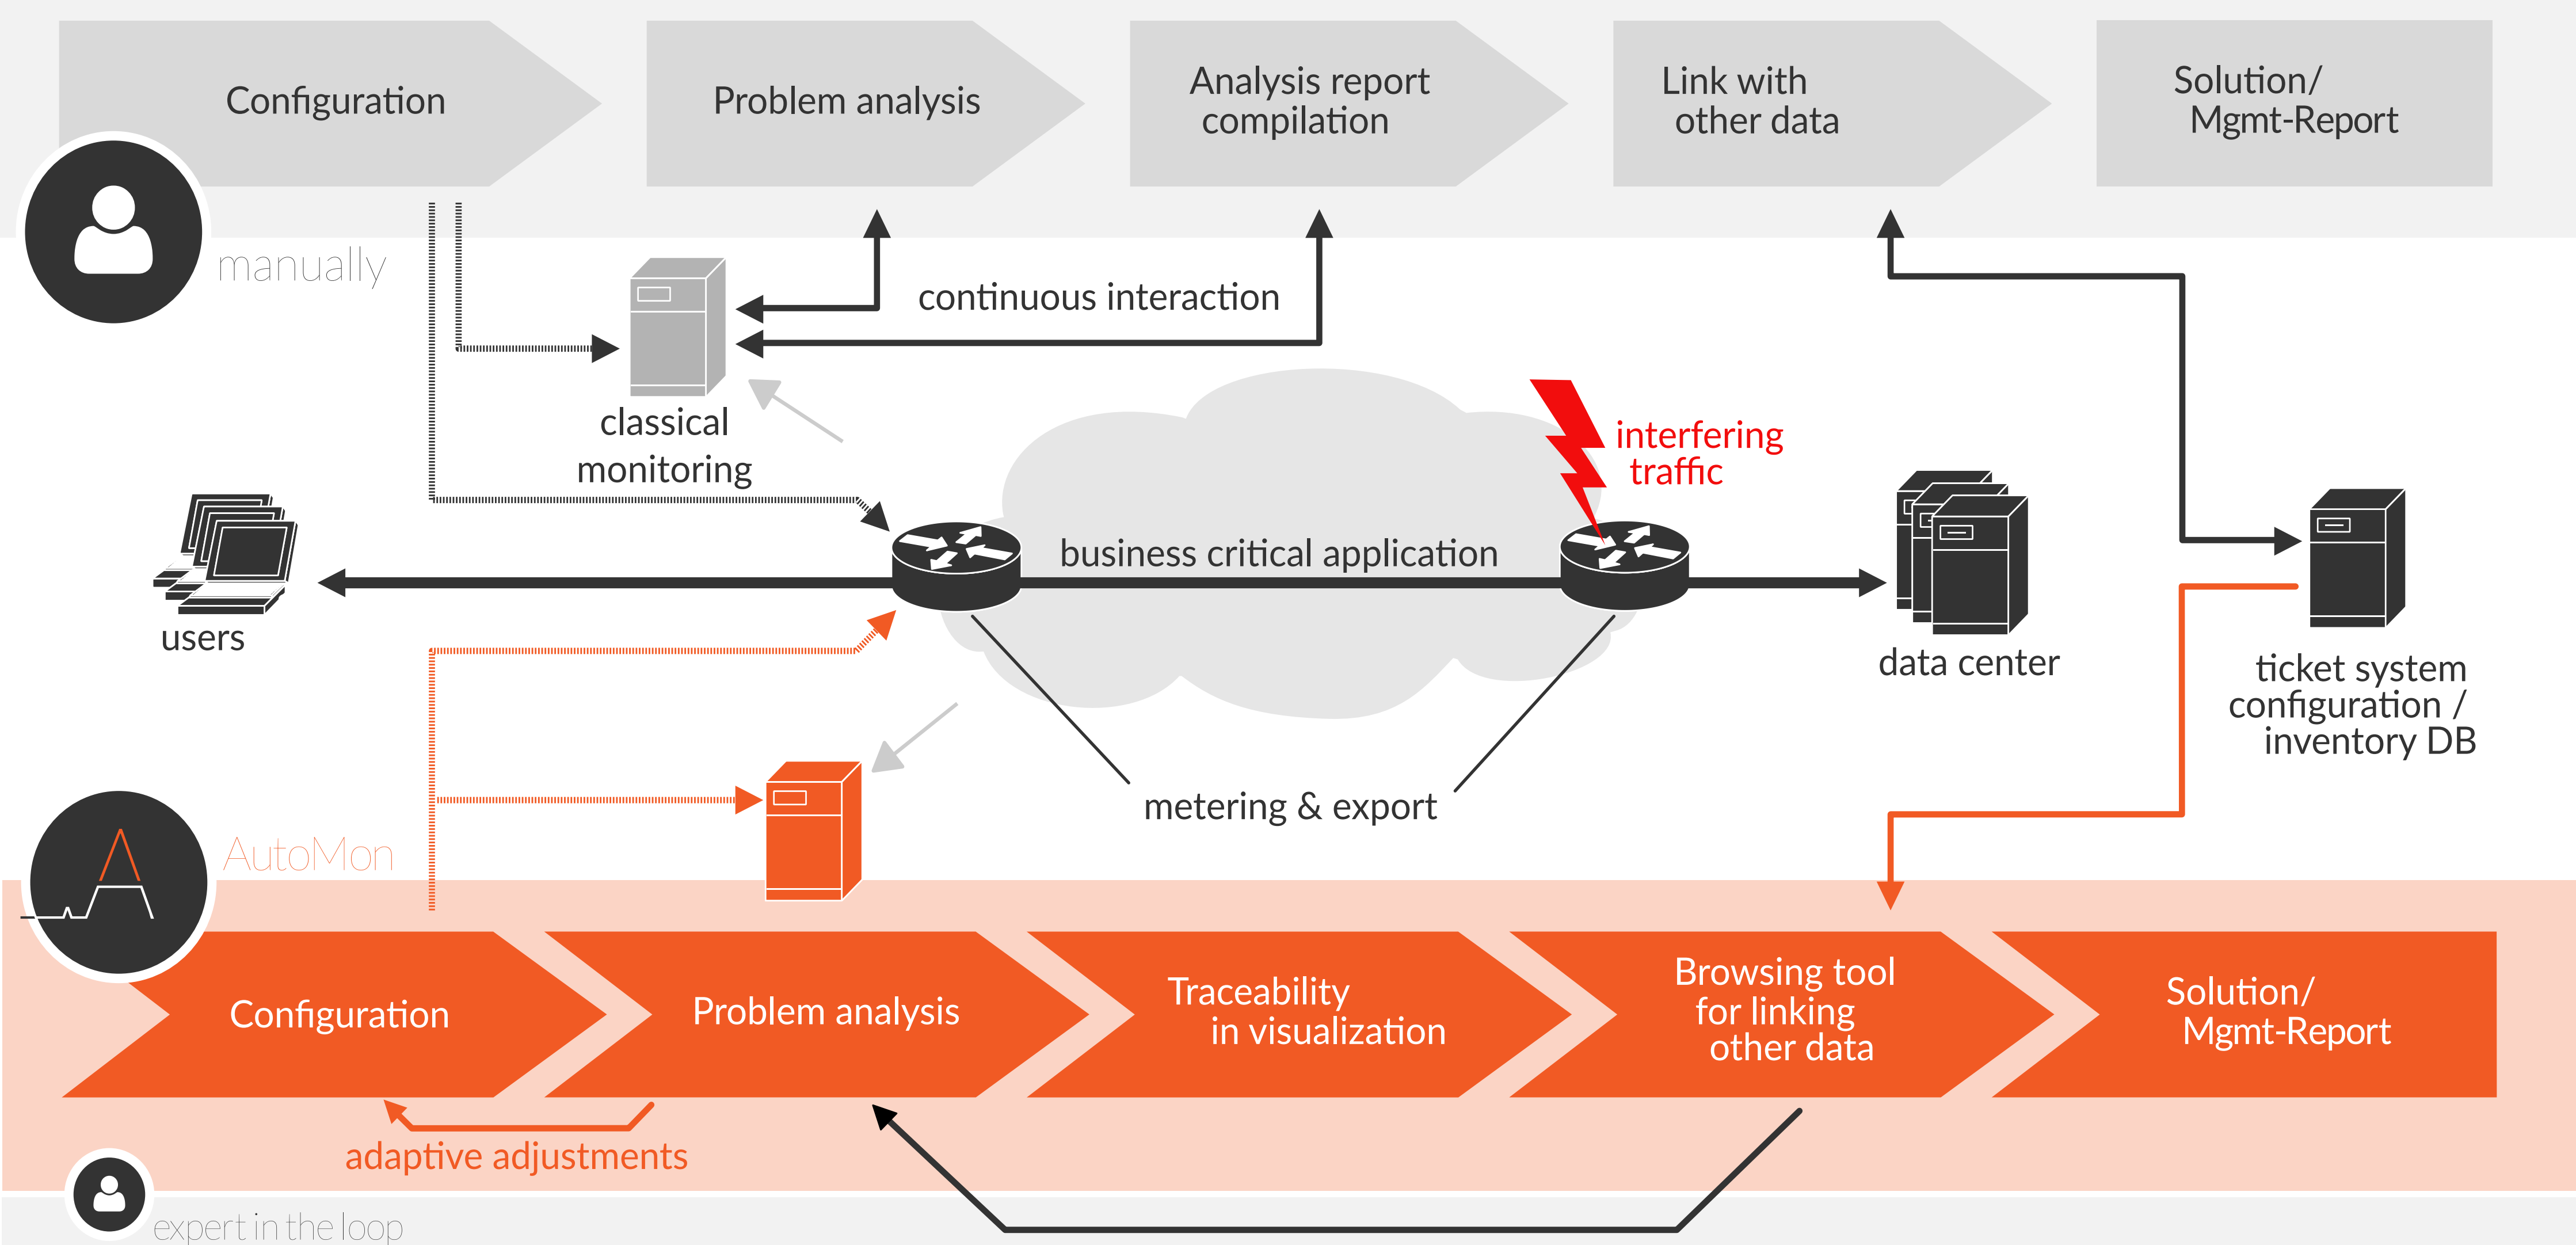 Configuration
Problem analysis
Analysis report
compilation
Link with
other data
Solution/
Mgmt-Report
manually
continuous interaction
classical
monitoring
interfering
traffic
business critical application
users
data center
ticket system
configuration /
inventory DB
metering & export
AutoMon
Configuration
Problem analysis
Traceability
in visualization
Browsing tool
for linking
other data
Solution/
Mgmt-Report
adaptive adjustments
expert in the loop